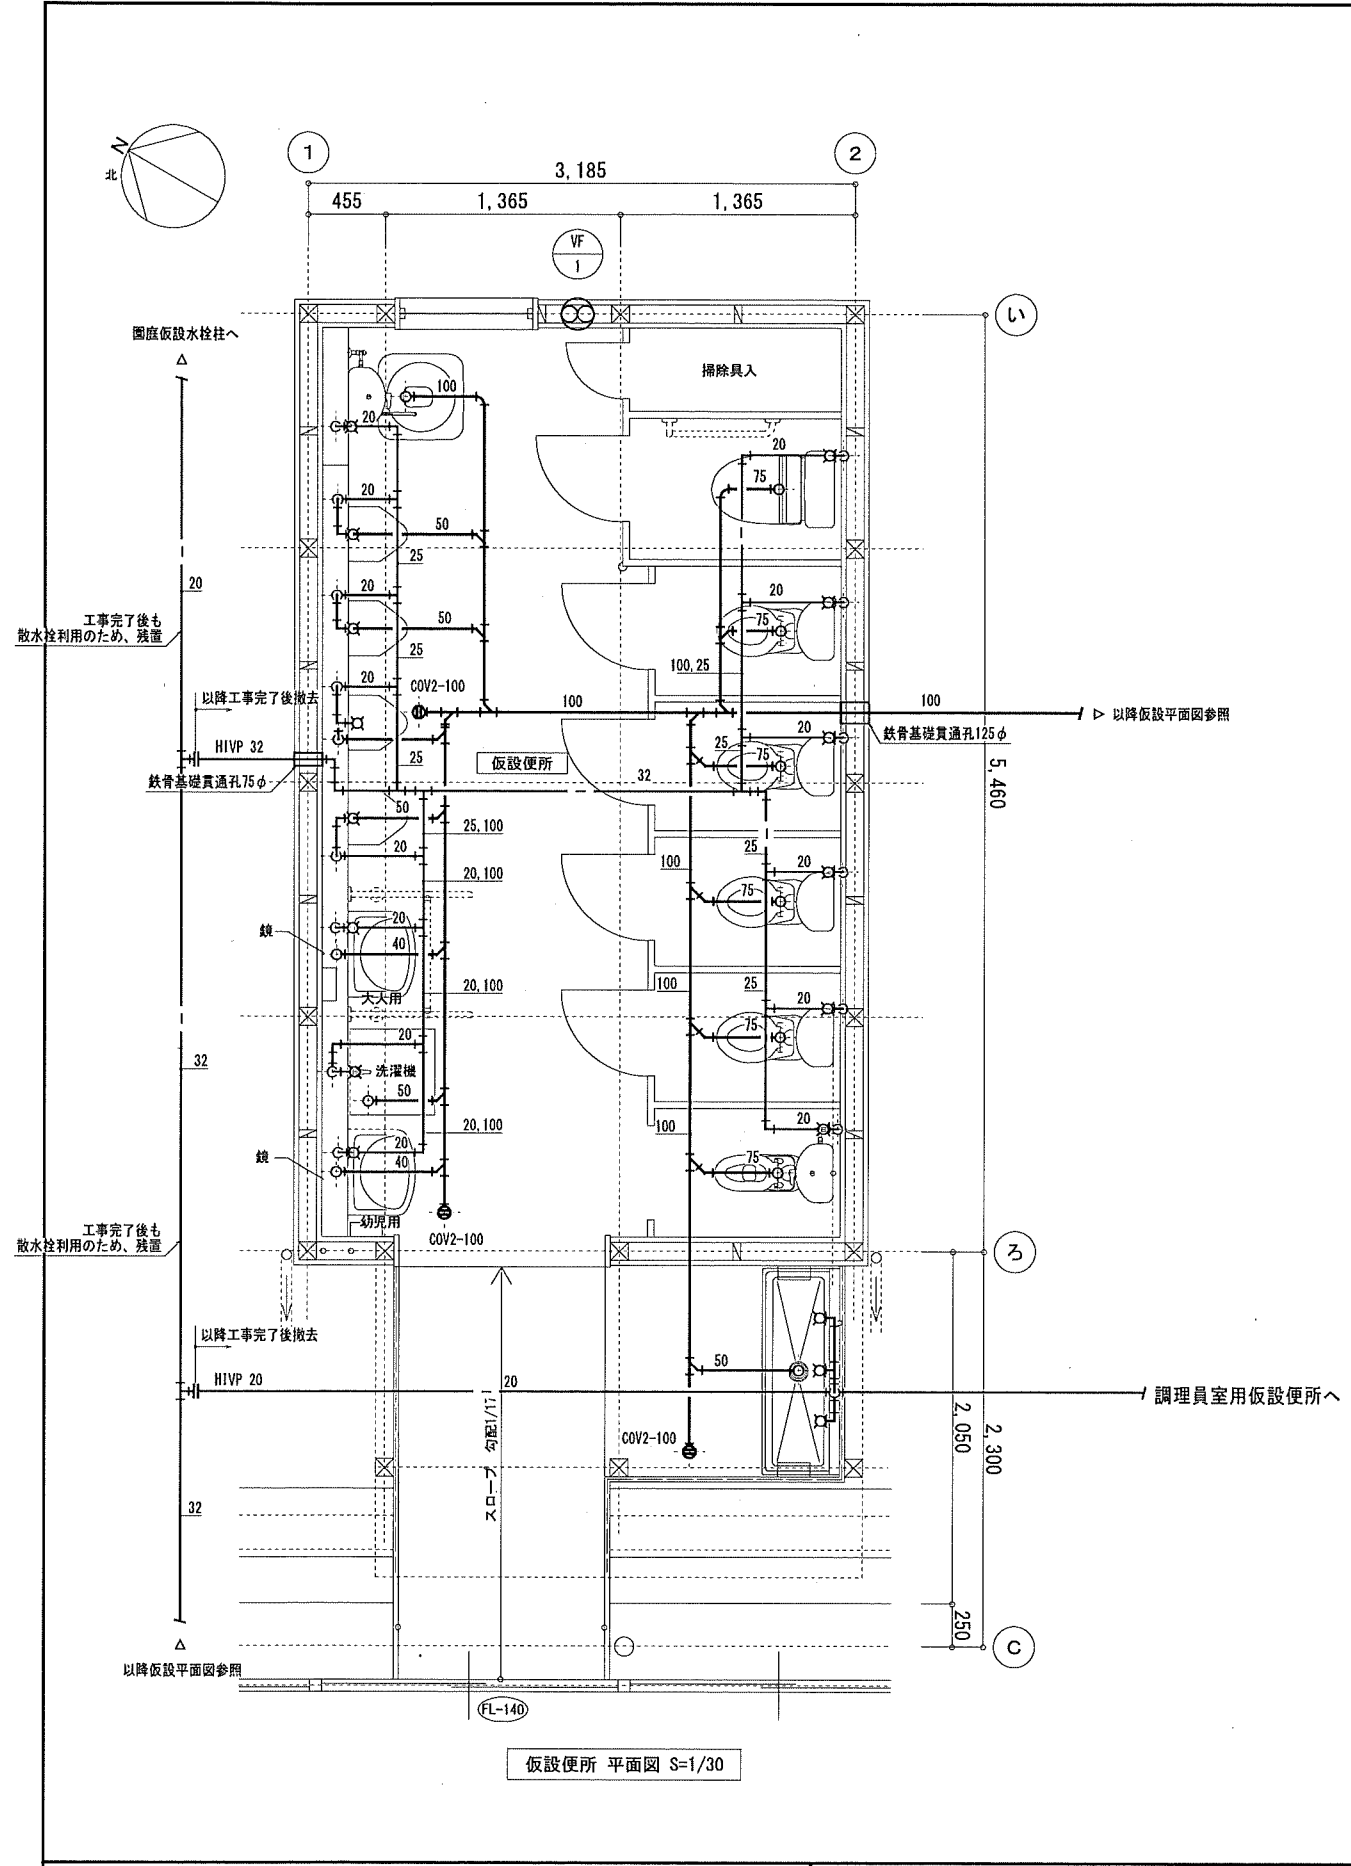 N
北
1
2
3,185
455
1,365
1,365
VF
1
い
園庭仮設水栓柱へ
掃除具入
100
20
20
75
20
50
25
20
20
20
75
50
工事完了後も
散水栓利用のため、残置
25
100,25
20
COV2-100
以降工事完了後撤去
100
100
以降仮設平面図参照
20
鉄骨基礎貫通孔125φ
HIVP 32
25
25
75
仮設便所
鉄骨基礎貫通孔75φ
32
5,460
50
25,100
20
25
100
20
20,100
75
20
鏡
40
大人用
20,100
100
25
20
75
20
洗濯機
50
32
20,100
100
20
20
75
鏡
40
幼児用
工事完了後も
散水栓利用のため、残置
COV2-100
ろ
以降工事完了後撤去
50
HIVP 20
20
調理員室用仮設便所へ
スロープ 勾配1/17
COV2-100
2,050
2,300
32
250
C
以降仮設平面図参照
FL-140
仮設便所 平面図 S=1/30